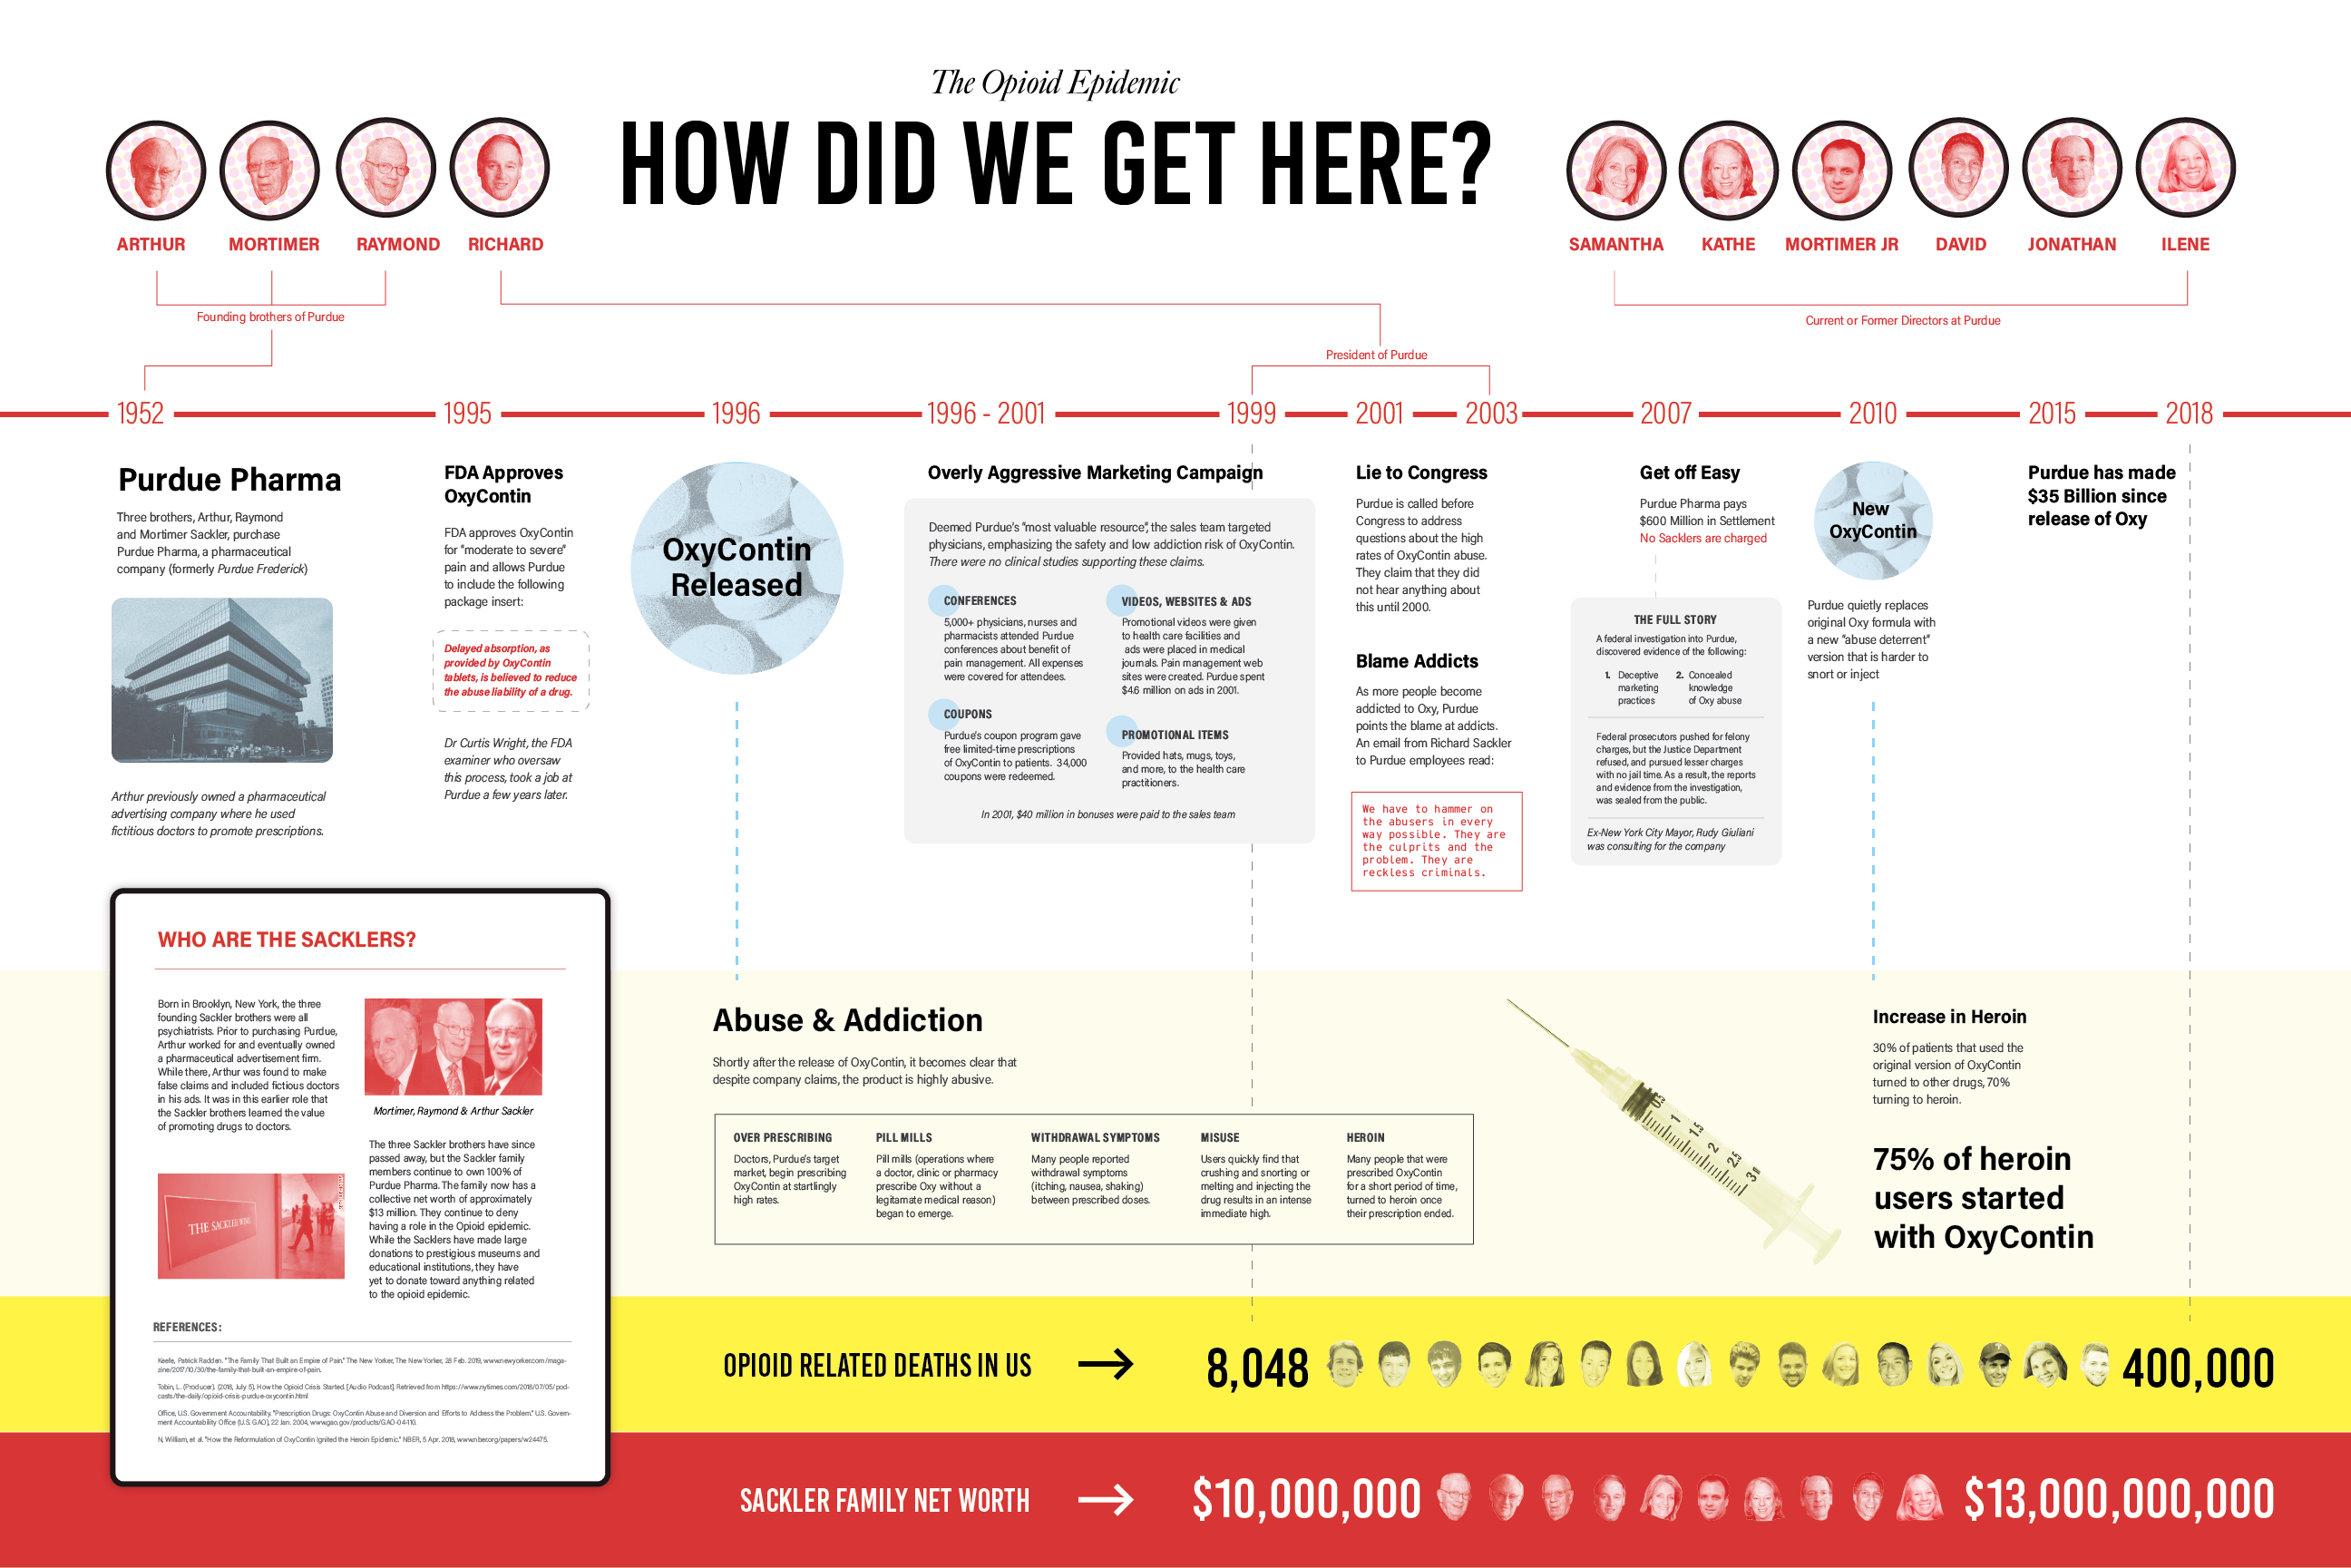 The Opioid Epidemic
HOW DID WE GET HERE?
ARTHUR
MORTIMER
RAYMOND
RICHARD
SAMANTHA
KATHE
MORTIMER JR
DAVID
JONATHAN
ILENE
Founding brothers of Purdue
President of Purdue
Current or Former Directors at Purdue
1952
1995
1996
1996 - 2001
1999
2001
2003
2007
2010
2015
2018
Purdue Pharma
Three brothers, Arthur, Raymond
and Mortimer Sackler, purchase
Purdue Pharma, a pharmaceutical
company (formerly Purdue Frederick)
Arthur previously owned a pharmaceutical
advertising company where he used
fictitious doctors to promote prescriptions.
FDA Approves
OxyContin
FDA approves OxyContin
for "moderate to severe"
pain and allows Purdue
to include the following
package insert:
Delayed absorption, as
provided by OxyContin
tablets, is believed to reduce
the abuse liability of a drug.
Dr Curtis Wright, the FDA
examiner who oversaw
this process, took a job at
Purdue a few years later.
OxyContin
Released
Overly Aggressive Marketing Campaign
Deemed Purdue's "most valuable resource", the sales team targeted
physicians, emphasizing the safety and low addiction risk of OxyContin.
There were no clinical studies supporting these claims.
CONFERENCES
5,000+ physicians, nurses and
pharmacists attended Purdue
conferences about benefit of
pain management. All expenses
were covered for attendees.
COUPONS
Purdue's coupon program gave
free limited-time prescriptions
of OxyContin to patients. 34,000
coupons were redeemed.
VIDEOS, WEBSITES & ADS
Promotional videos were given
to health care facilities and
ads were placed in medical
journals. Pain management web
sites were created. Purdue spent
$4.6 million on ads in 2001.
PROMOTIONAL ITEMS
Provided hats, mugs, toys,
and more, to the health care
practitioners.
In 2001, $40 million in bonuses were paid to the sales team
Lie to Congress
Purdue is called before
Congress to address
questions about the high
rates of OxyContin abuse.
They claim that they did
not hear anything about
this until 2000.
Blame Addicts
As more people become
addicted to Oxy, Purdue
points the blame at addicts.
An email from Richard Sackler
to Purdue employees read:
We have to hammer on
the abusers in every
way possible. They are
the culprits and the
problem. They are
reckless criminals.
Get off Easy
Purdue Pharma pays
$600 Million in Settlement
No Sacklers are charged
THE FULL STORY
A federal investigation into Purdue,
discovered evidence of the following:
1. Deceptive
marketing
practices
2. Concealed
knowledge
of Oxy abuse
Federal prosecutors pushed for felony
charges, but the Justice Department
refused, and pursued lesser charges
with no jail time. As a result, the reports
and evidence from the investigation,
was sealed from the public.
Ex-New York City Mayor, Rudy Giuliani
was consulting for the company
New
OxyContin
Purdue quietly replaces
original Oxy formula with
a new "abuse deterrent"
version that is harder to
snort or inject
Purdue has made
$35 Billion since
release of Oxy
WHO ARE THE SACKLERS?
Born in Brooklyn, New York, the three
founding Sackler brothers were all
psychiatrists. Prior to purchasing Purdue,
Arthur worked for and eventually owned
a pharmaceutical advertisement firm.
While there, Arthur was found to make
false claims and included fictious doctors
in his ads. It was in this earlier role that
the Sackler brothers learned the value
of promoting drugs to doctors.
Mortimer, Raymond & Arthur Sackler
THE SACKLER WING
The three Sackler brothers have since
passed away, but the Sackler family
members continue to own 100% of
Purdue Pharma. The family now has a
collective net worth of approximately
$13 million. They continue to deny
having a role in the Opioid epidemic.
While the Sacklers have made large
donations to prestigious museums and
educational institutions, they have
yet to donate toward anything related
to the opioid epidemic.
REFERENCES:
Keefe, Patrick Radden. "The Family That Built an Empire of Pain." The New Yorker, The New Yorker, 28 Feb. 2019, www.newyorker.com/maga-
zine/2017/10/30/the-family-that-built-an-empire-of-pain.
Tobin, L. (Producer). (2018, July 5). How the Opioid Crisis Started. [Audio Podcast]. Retrieved from https://www.nytimes.com/2018/07/05/pod-
casts/the-daily/opioid-crisis-purdue-oxycontin.html
Office, U.S. Government Accountability. "Prescription Drugs: OxyContin Abuse and Diversion and Efforts to Address the Problem." U.S. Govern-
ment Accountability Office (U.S. GAO), 22 Jan. 2004, www.gao.gov/products/GAO-04-110.
N, William, et al. "How the Reformulation of OxyContin Ignited the Heroin Epidemic." NBER, 5 Apr. 2018, www.nber.org/papers/w24475.
Abuse & Addiction
Shortly after the release of OxyContin, it becomes clear that
despite company claims, the product is highly abusive.
OVER PRESCRIBING
Doctors, Purdue's target
market, begin prescribing
OxyContin at startlingly
high rates.
PILL MILLS
Pill mills (operations where
a doctor, clinic or pharmacy
prescribe Oxy without a
legitamate medical reason)
began to emerge.
WITHDRAWAL SYMPTOMS
Many people reported
withdrawal symptoms
(itching, nausea, shaking)
between prescribed doses.
MISUSE
Users quickly find that
crushing and snorting or
melting and injecting the
drug results in an intense
immediate high.
HEROIN
Many people that were
prescribed OxyContin
for a short period of time,
turned to heroin once
their prescription ended.
0.5
1
1.5
2
2.5
3
Increase in Heroin
30% of patients that used the
original version of OxyContin
turned to other drugs, 70%
turning to heroin.
75% of heroin
users started
with OxyContin
OPIOID RELATED DEATHS IN US
8,048
400,000
SACKLER FAMILY NET WORTH
$10,000,000
$13,000,000,000